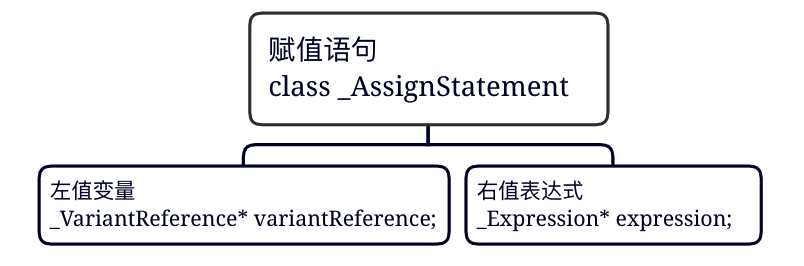 赋值语句
class _AssignStatement
左值变量
_VariantReference* variantReference;
右值表达式
_Expression* expression;